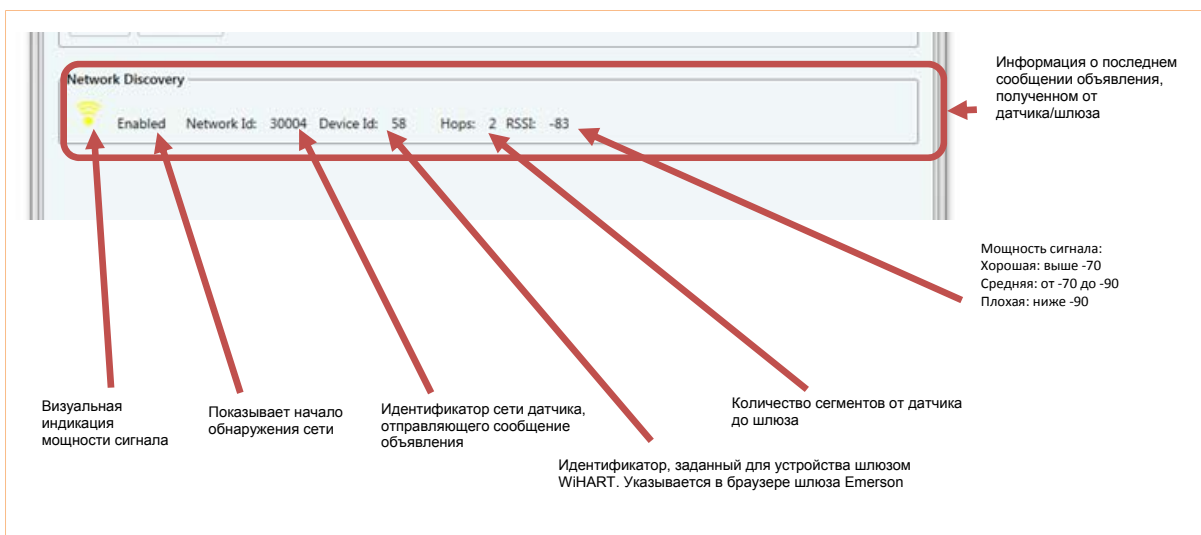 Network Discovery
Enabled Network Id: 30004 Device Id: 58 Hops: 2 RSSI: -83
Информация о последнем
сообщении объявления,
полученном от
датчика/шлюза
Мощность сигнала:
Хорошая: выше -70
Средняя: от -70 до -90
Плохая: ниже -90
Визуальная
индикация
мощности сигнала
Показывает начало
обнаружения сети
Идентификатор сети датчика,
отправляющего сообщение
объявления
Количество сегментов от датчика
до шлюза
Идентификатор, заданный для устройства шлюзом
WiHART. Указывается в браузере шлюза Emerson